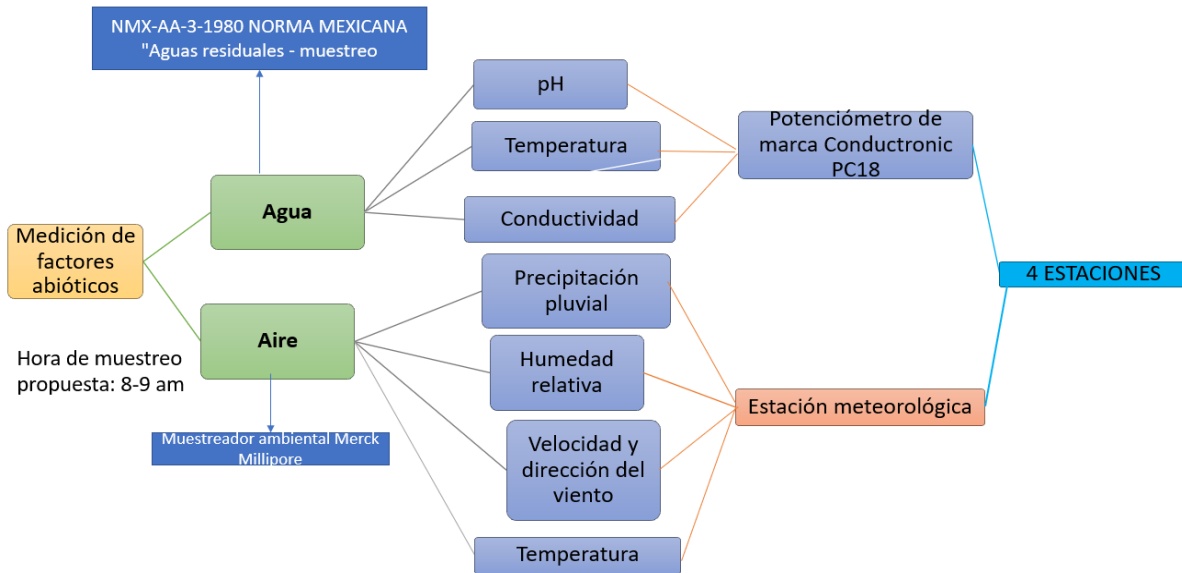 NMX-AA-3-1980 NORMA MEXICANA
"Aguas residuales - muestreo
pH
Temperatura
Conductividad
Potenciómetro de
marca Conductronic
PC18
Agua
Medición de
factores
abióticos
Aire
Hora de muestreo
propuesta: 8-9 am
Muestreador ambiental Merck
Millipore
Precipitación
pluvial
Humedad
relativa
Velocidad y
dirección del
viento
Temperatura
Estación meteorológica
4 ESTACIONES